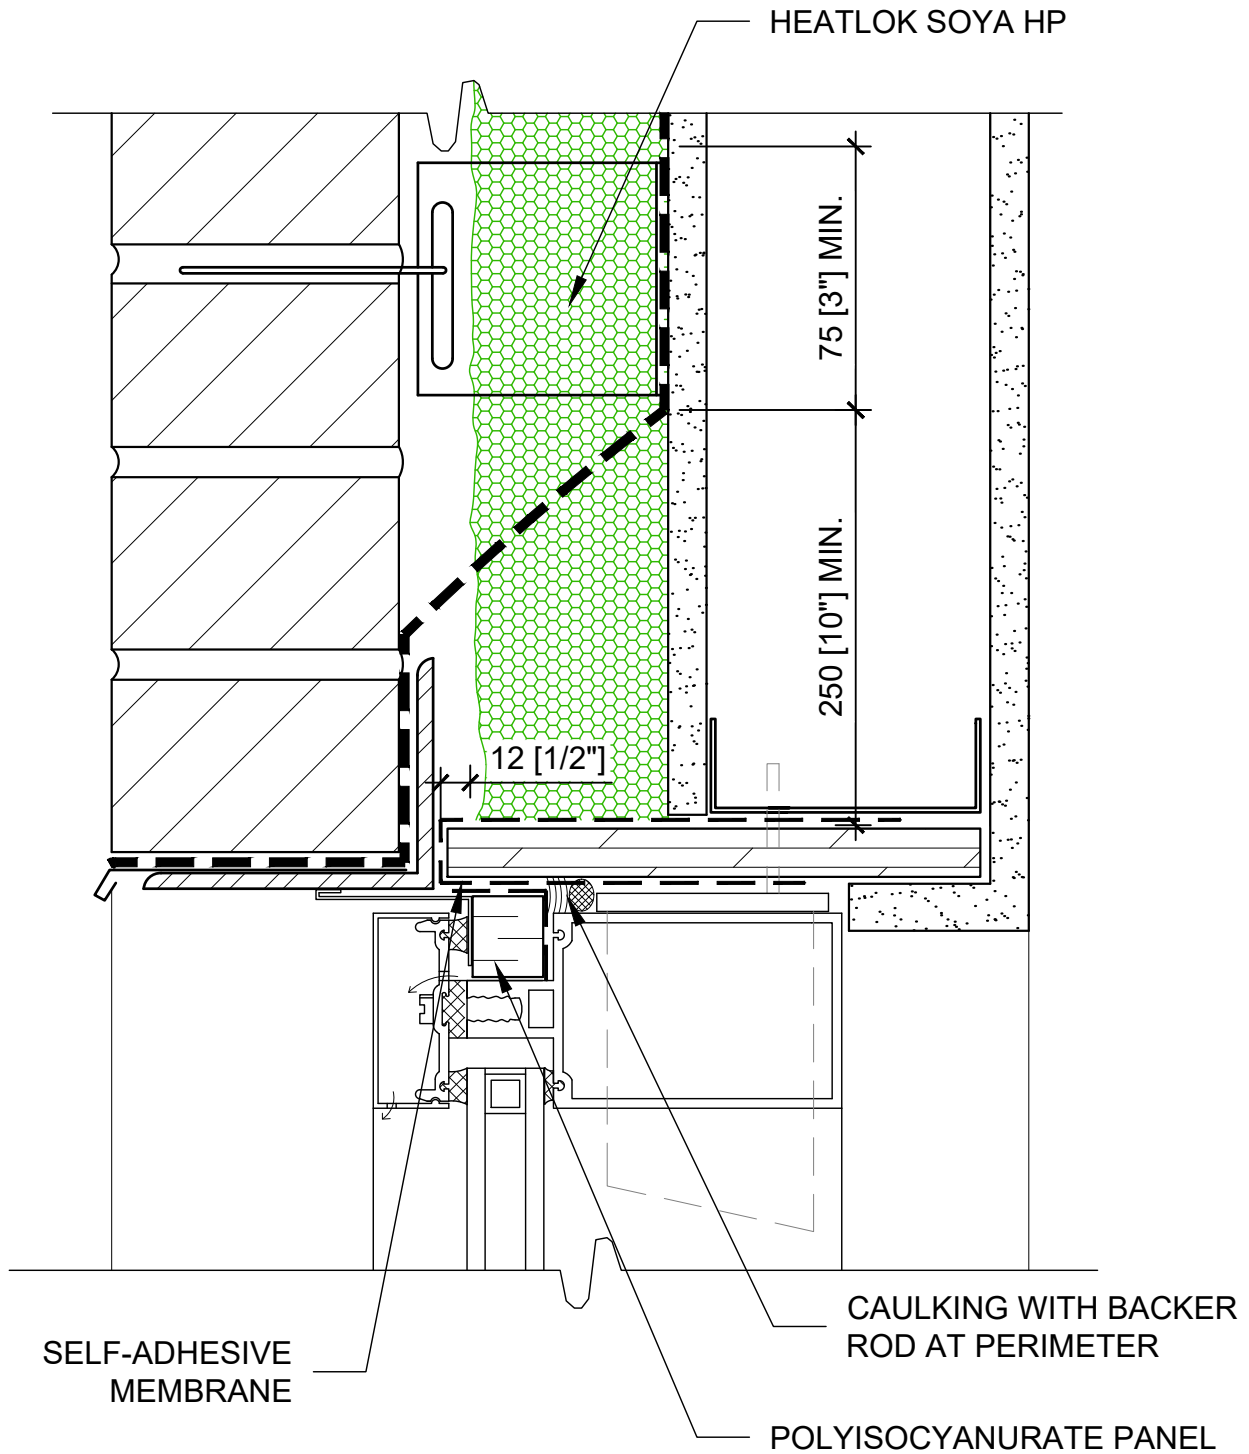 HEATLOK SOYA HP
75 [3"] MIN.
250 [10"] MIN.
12 [1/2"]
CAULKING WITH BACKER
ROD AT PERIMETER
SELF-ADHESIVE
MEMBRANE
POLYISOCYANURATE PANEL